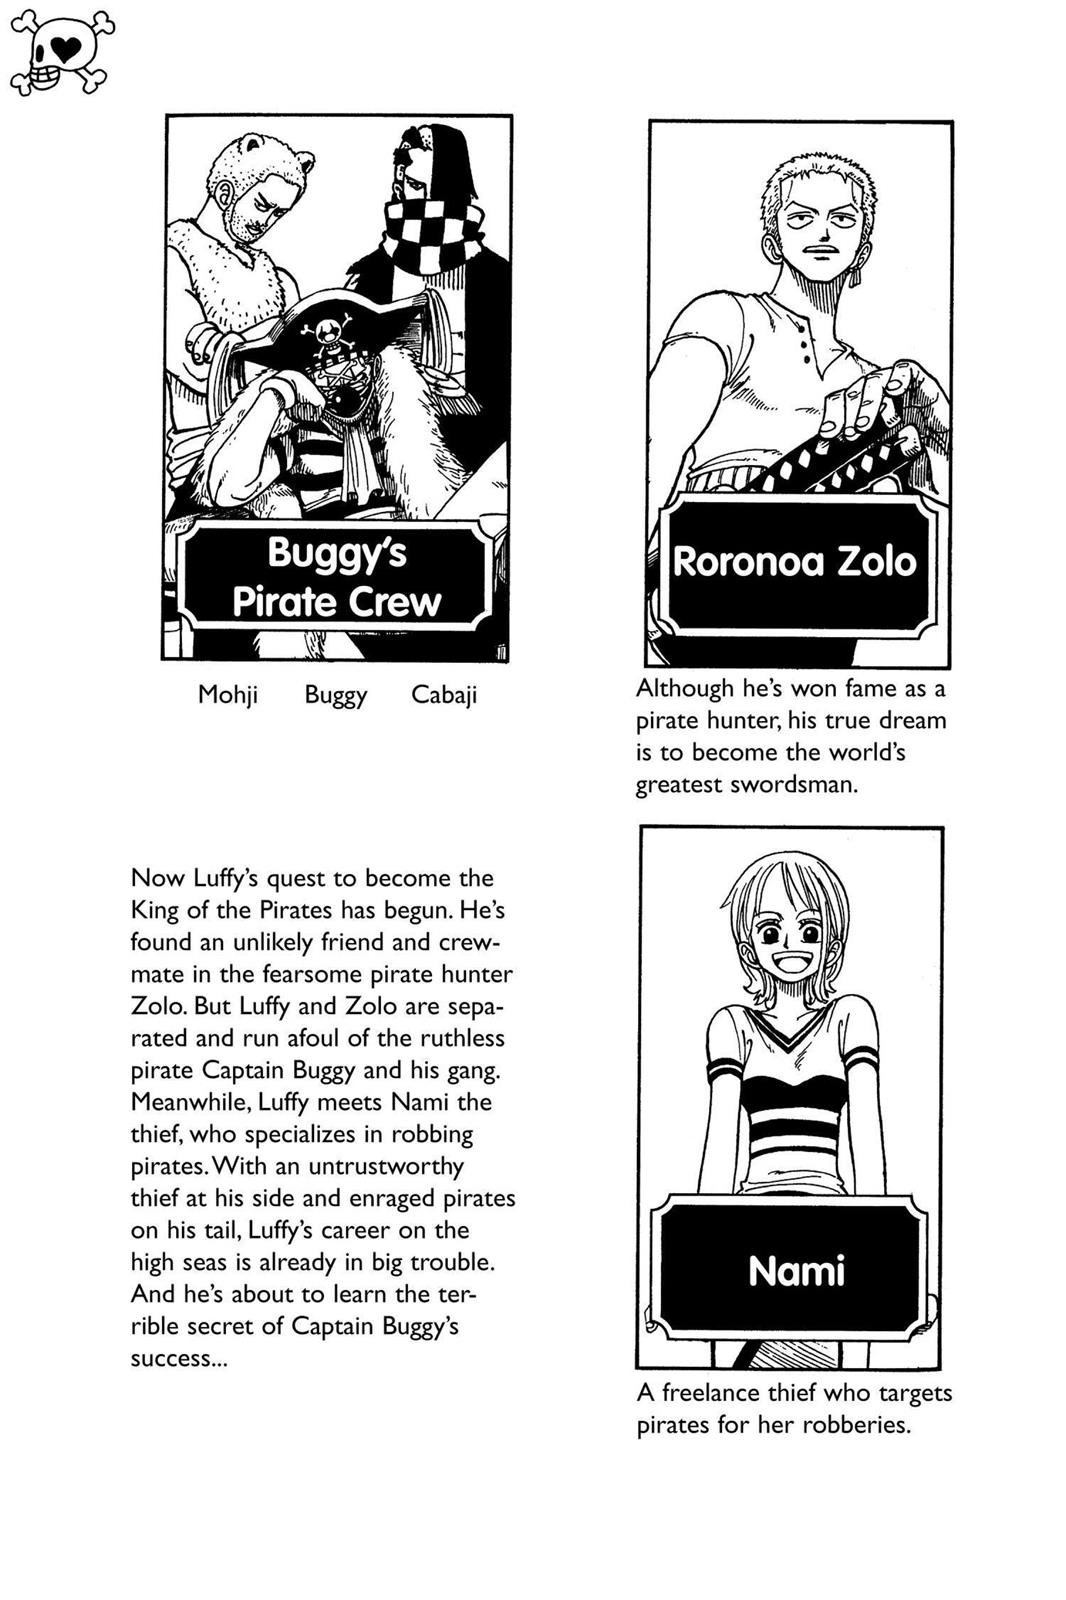 Buggy's
Pirate Crew
Mohji Buggy Cabaji
Now Luffy's quest to become the
King of the Pirates has begun. He's
found an unlikely friend and crew-
mate in the fearsome pirate hunter
Zolo. But Luffy and Zolo are sepa-
rated and run afoul of the ruthless
pirate Captain Buggy and his gang.
Meanwhile, Luffy meets Nami the
thief, who specializes in robbing
pirates. With an untrustworthy
thief at his side and enraged pirates
on his tail, Luffy's career on the
high seas is already in big trouble.
And he's about to learn the ter-
rible secret of Captain Buggy's
success...
Roronoa Zolo
Although he's won fame as a
pirate hunter, his true dream
is to become the world's
greatest swordsman.
Nami
A freelance thief who targets
pirates for her robberies.